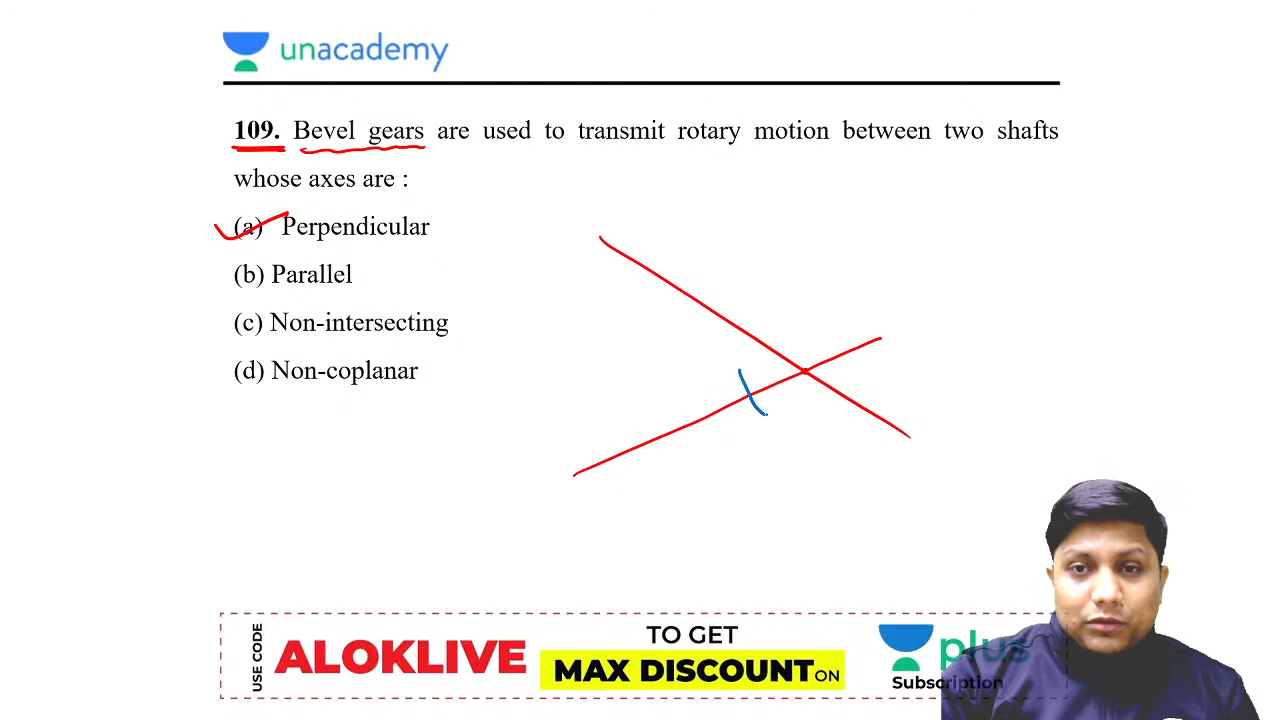 unacademy
109. Bevel gears are used to transmit rotary motion between two shafts
whose axes are :
(a) Perpendicular
(b) Parallel
(c) Non-intersecting
(d) Non-coplanar
USE CODE
ALOKLIVE
TO GET
MAX DISCOUNT ON
plus
Subscription